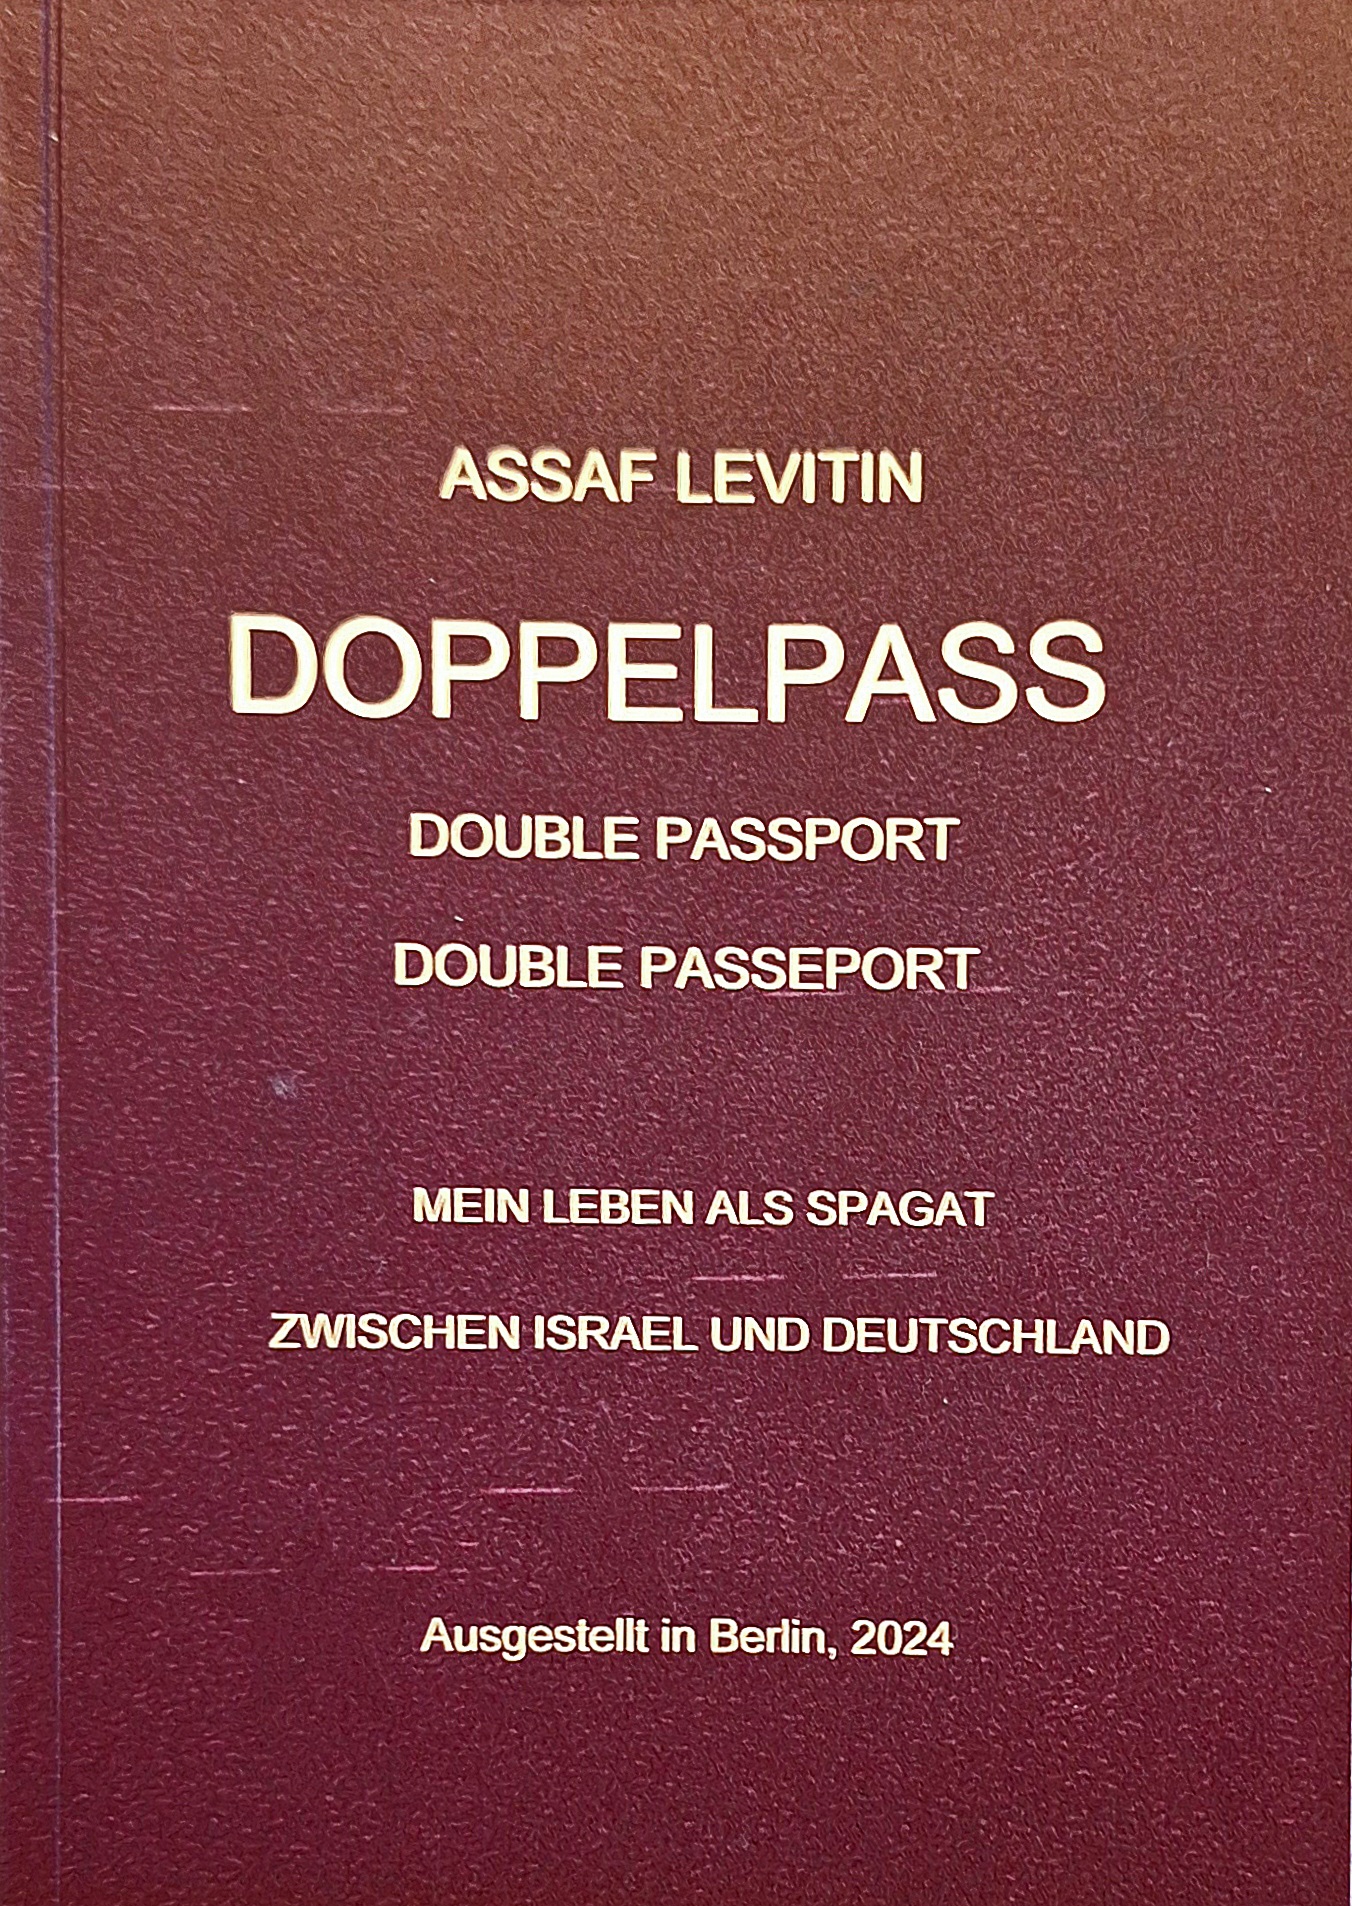 ASSAF LEVITIN
DOPPELPASS
DOUBLE PASSPORT
DOUBLE PASSEPORT
MEIN LEBEN ALS SPAGAT
ZWISCHEN ISRAEL UND DEUTSCHLAND
Ausgestellt in Berlin, 2024